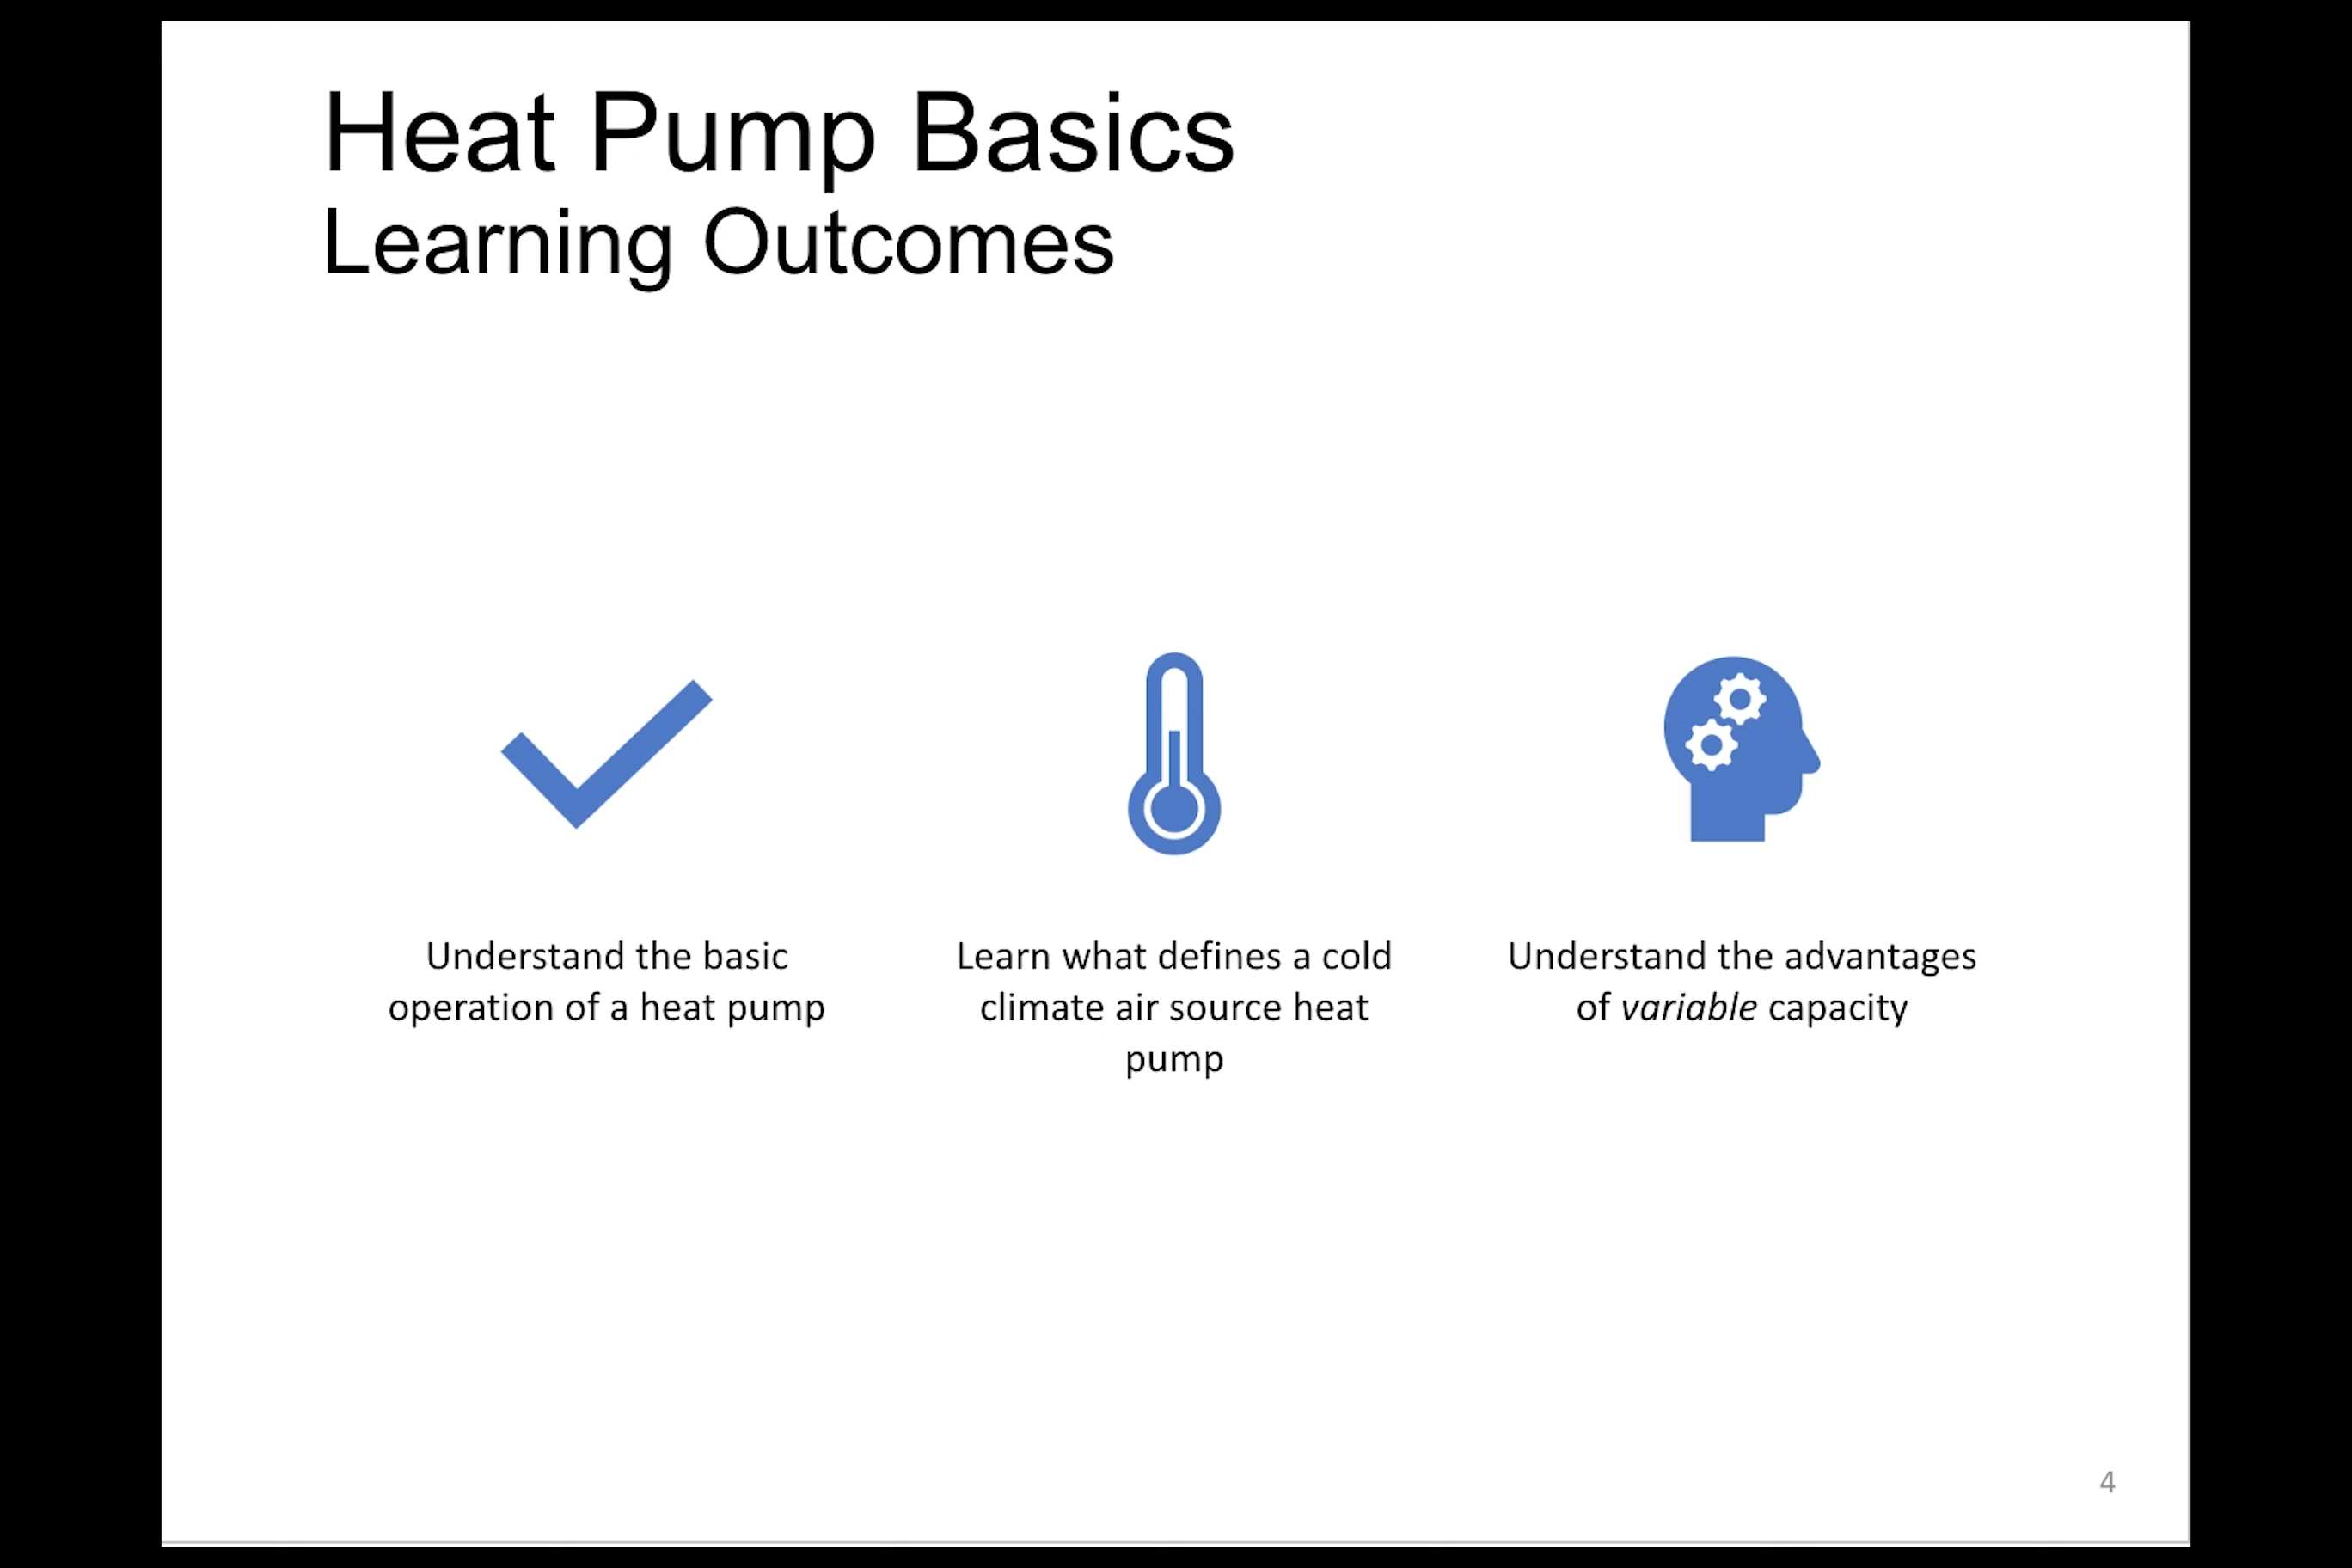 Heat Pump Basics
Learning Outcomes
Understand the basic
operation of a heat pump
Learn what defines a cold
climate air source heat
pump
Understand the advantages
of variable capacity
4